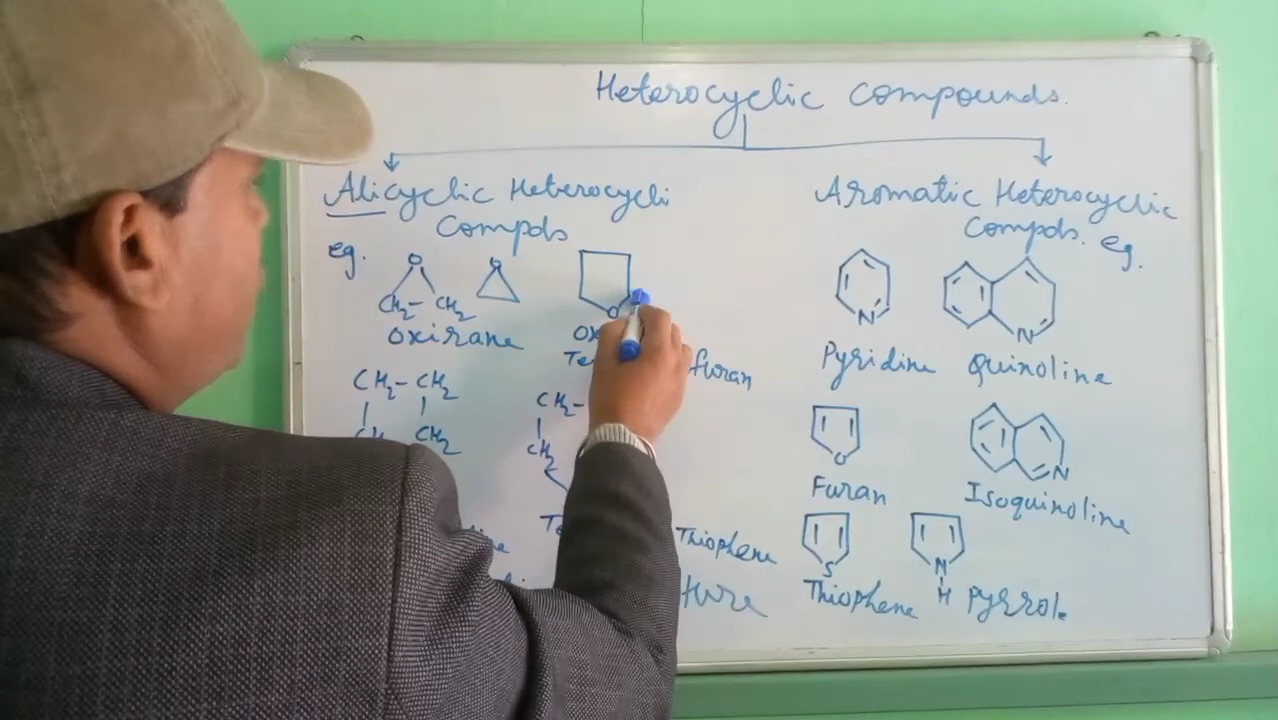 Heterocyclic Compounds.
Alicyclic Heterocycli
Compds
eg.
O
CH2 - CH2
Oxirane
O
O
furan
CH2 - CH2
CH2
CH2 -
CH2
Thiophene
Aromatic Heterocyclic
Compds. eg.
N
Pyridine
N
Quinoline
O
Furan
N
Isoquinoline
S
Thiophene
N
H
Pyrrole